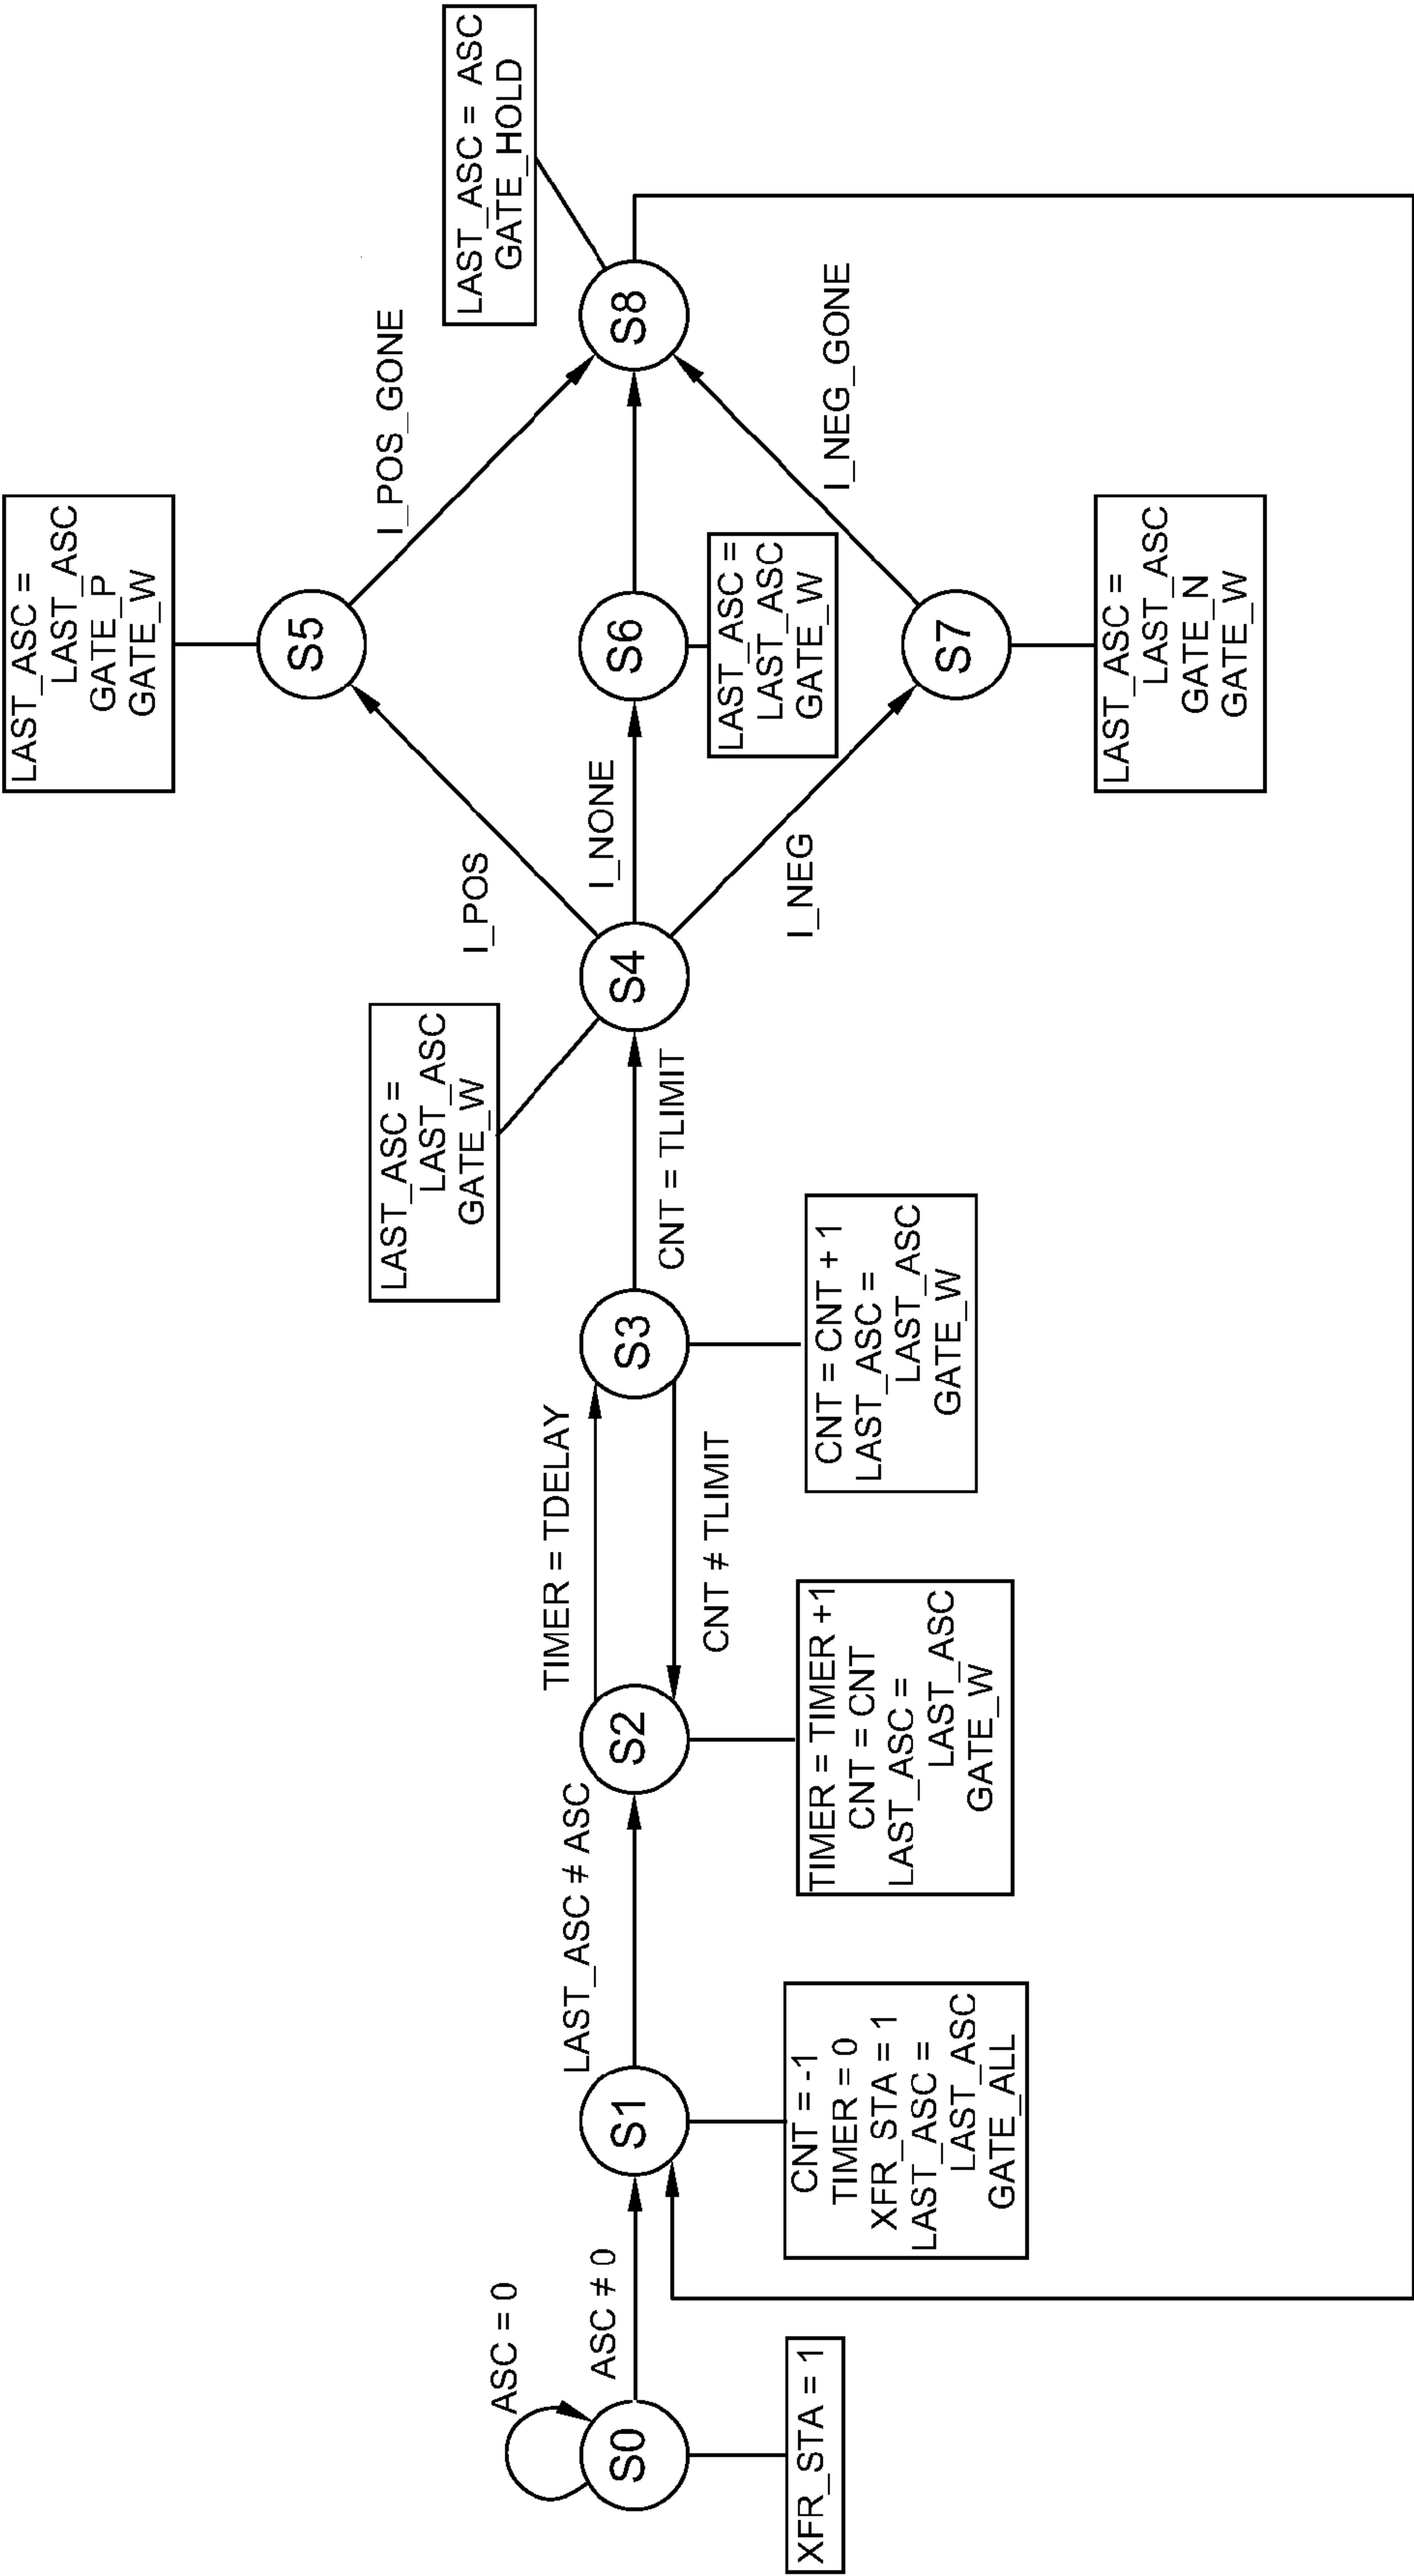 ASC = 0
S0
ASC ≠ 0
XFR_STA = 1
S1
CNT = -1
TIMER = 0
XFR_STA = 1
LAST_ASC =
LAST_ASC
GATE_ALL
LAST_ASC ≠ ASC
S2
TIMER = TIMER +1
CNT = CNT
LAST_ASC =
LAST_ASC
GATE_W
TIMER = TDELAY
CNT ≠ TLIMIT
S3
CNT = CNT + 1
LAST_ASC =
LAST_ASC
GATE_W
CNT = TLIMIT
LAST_ASC =
LAST_ASC
GATE_W
S4
I_POS
I_NONE
I_NEG
LAST_ASC =
LAST_ASC
GATE_P
GATE_W
S5
S6
LAST_ASC =
LAST_ASC
GATE_W
S7
LAST_ASC =
LAST_ASC
GATE_N
GATE_W
I_POS_GONE
I_NEG_GONE
LAST_ASC = ASC
GATE_HOLD
S8